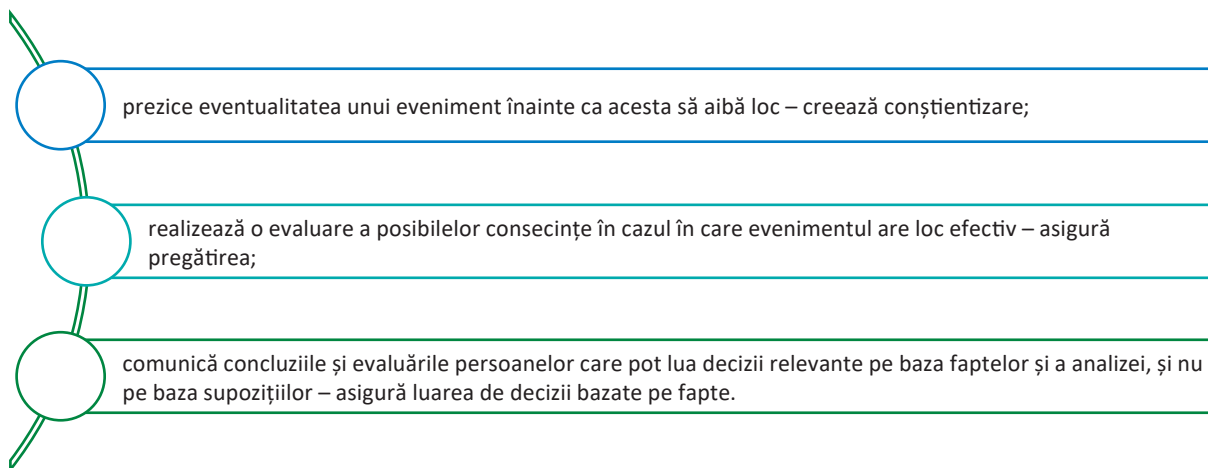 prezice eventualitatea unui eveniment înainte ca acesta să aibă loc – creează conștientizare;
realizează o evaluare a posibilelor consecințe în cazul în care evenimentul are loc efectiv – asigură
pregătirea;
comunică concluziile și evaluările persoanelor care pot lua decizii relevante pe baza faptelor și a analizei, și nu
pe baza supozițiilor – asigură luarea de decizii bazate pe fapte.